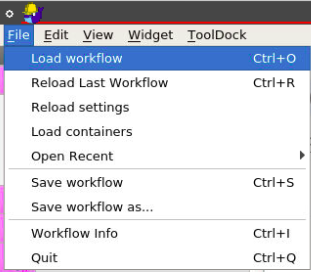 File Edit View Widget ToolDock
Load workflow Ctrl+O
Reload Last Workflow Ctrl+R
Reload settings
Load containers
Open Recent
Save workflow Ctrl+S
Save workflow as...
Workflow Info Ctrl+I
Quit Ctrl+Q